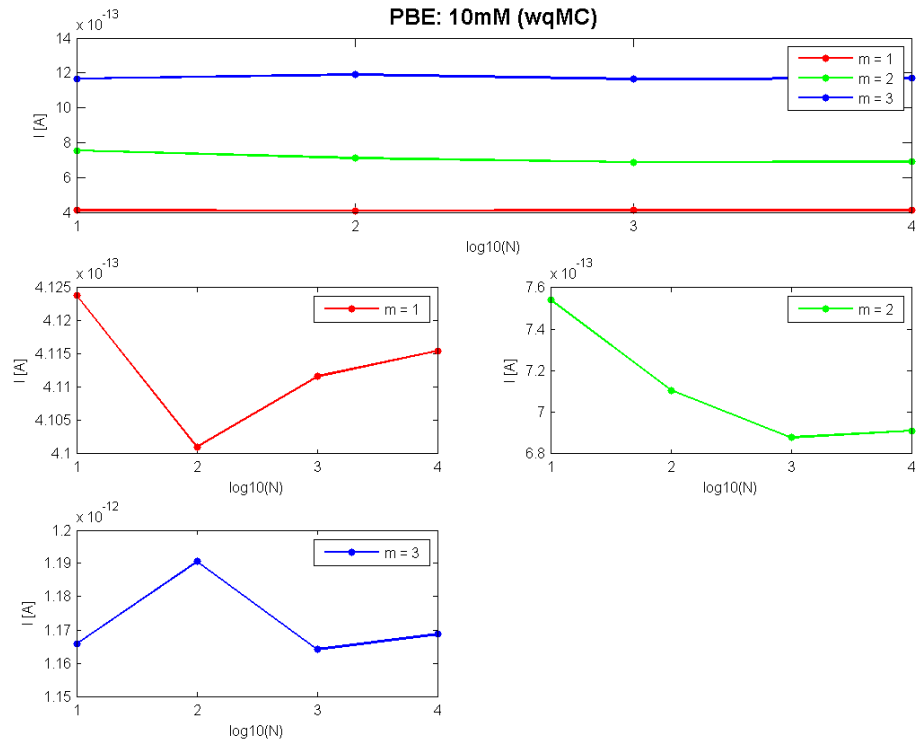 PBE: 10mM (wqMC)
x 10^-13
14
12
10
8
6
4
I [A]
1
2
3
4
log10(N)
m = 1
m = 2
m = 3
x 10^-13
4.125
4.12
4.115
4.11
4.105
4.1
I [A]
1
2
3
4
log10(N)
m = 1
x 10^-13
7.6
7.4
7.2
7
6.8
I [A]
1
2
3
4
log10(N)
m = 2
x 10^-12
1.2
1.19
1.18
1.17
1.16
1.15
I [A]
1
2
3
4
log10(N)
m = 3